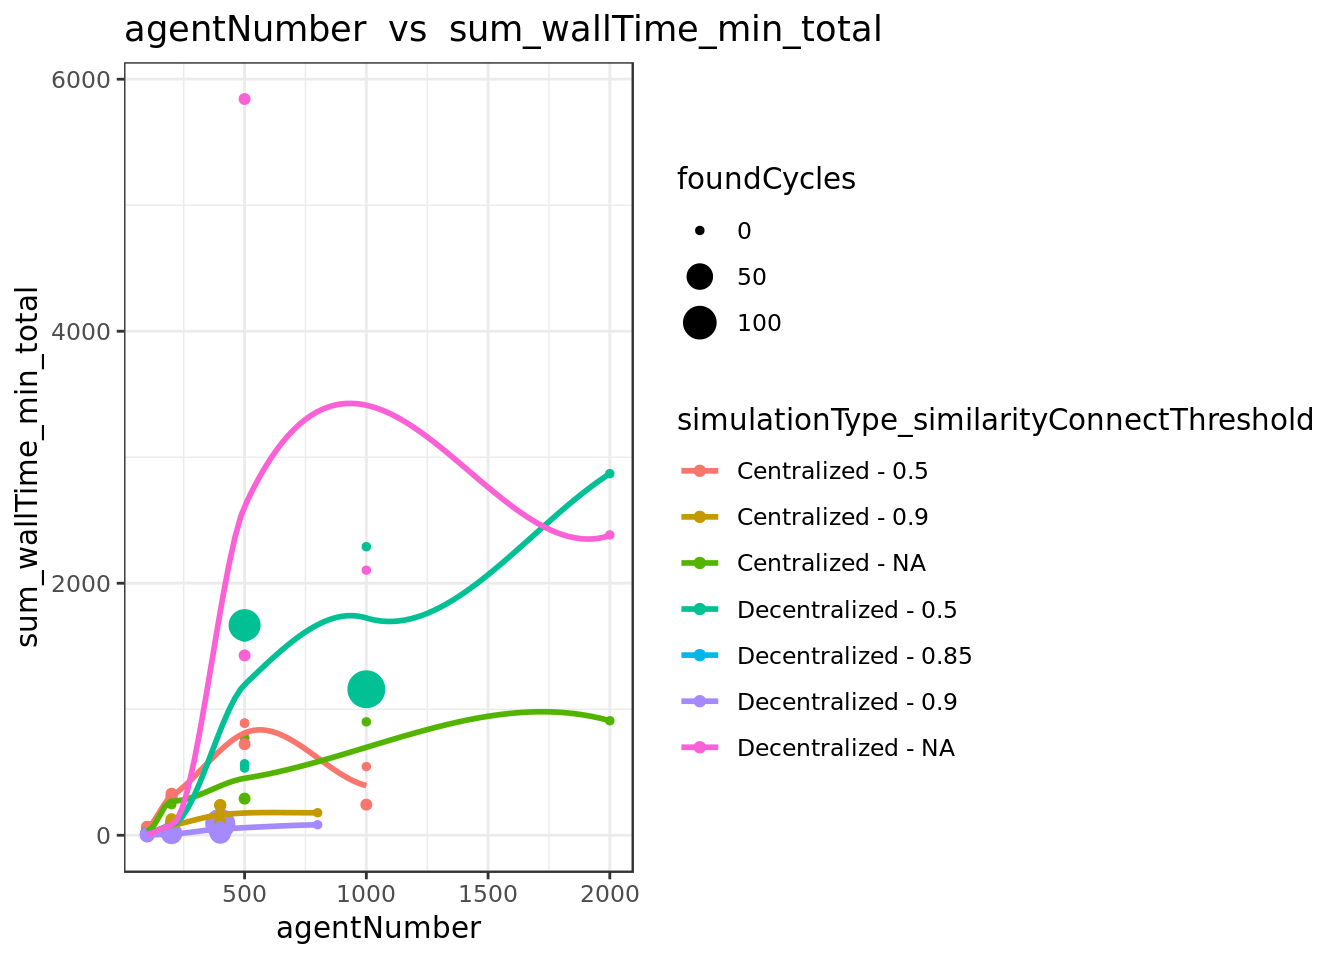 agentNumber  vs  sum_wallTime_min_total
sum_wallTime_min_total
6000
4000
2000
0
500
1000
1500
2000
agentNumber
foundCycles
0
50
100
simulationType_similarityConnectThreshold
Centralized - 0.5
Centralized - 0.9
Centralized - NA
Decentralized - 0.5
Decentralized - 0.85
Decentralized - 0.9
Decentralized - NA